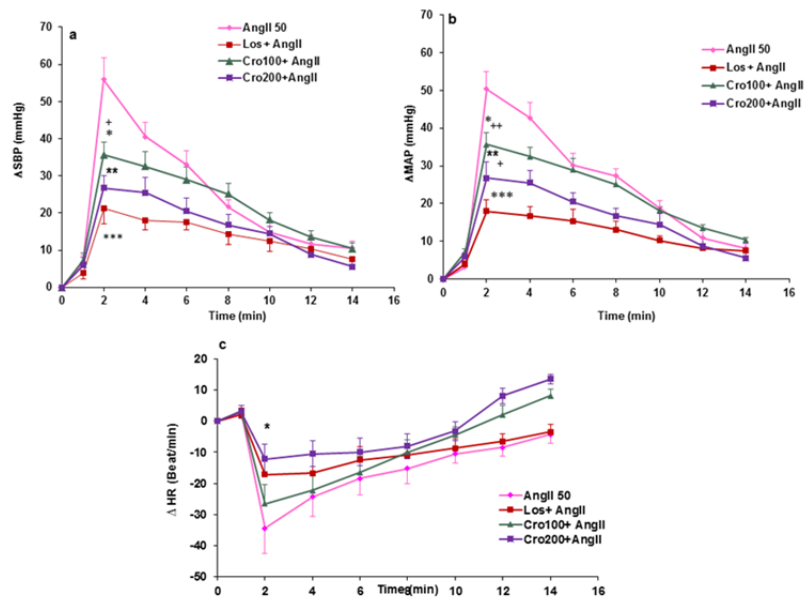 a
AngII 50
Los+ AngII
Cro100+ AngII
Cro200+AngII
ΔSBP (mmHg)
70
60
50
40
30
20
10
0
+
*
**
***
0 2 4 6 8 10 12 14 16
Time (min)
b
AngII 50
Los+ AngII
Cro100+ AngII
Cro200+AngII
ΔMAP (mmHg)
70
60
50
40
30
20
10
0
*++
**
+
***
0 2 4 6 8 10 12 14 16
Time (min)
c
Δ HR (Beat/min)
20
10
0
-10
-20
-30
-40
-50
*
AngII 50
Los+ AngII
Cro100+ AngII
Cro200+AngII
0 2 4 6 8 10 12 14 16
Time (min)